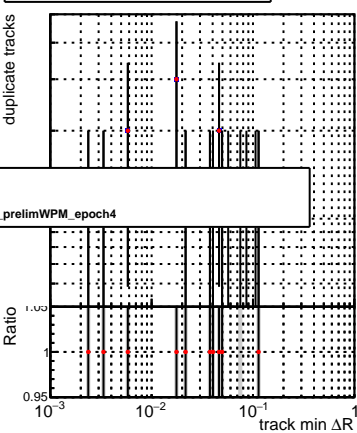 duplicate tracks
_prelimWPM_epoch4
1.05
Ratio
1
0.95
10⁻³ 10⁻² 10⁻¹ 1
track min ΔR